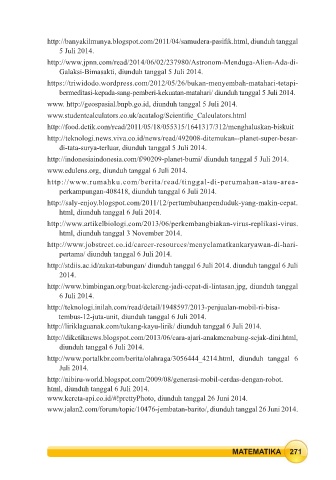 http://banyakilmunya.blogspot.com/2011/04/samudera-pasifik.html, diunduh tanggal
5 Juli 2014.
http://www.jpnn.com/read/2014/06/02/237980/Astronom-Menduga-Alien-Ada-di-
Galaksi-Bimasakti, diunduh tanggal 5 Juli 2014.
https://triwidodo.wordpress.com/2012/05/26/bukan-menyembah-matahari-tetapi-
bermeditasi-kepada-sang-pemberi-kekuatan-matahari/ diunduh tanggal 5 Juli 2014.
www. http://geospasial.bnpb.go.id, diunduh tanggal 5 Juli 2014.
www.studentcalculators.co.uk/acatalog/Scientific_Calculators.html
http://food.detik.com/read/2011/05/18/055315/1641317/312/menghaluskan-biskuit
http://teknologi.news.viva.co.id/news/read/492008-ditemukan--planet-super-besar-
di-tata-surya-terluar, diunduh tanggal 5 Juli 2014.
http://indonesiaindonesia.com/f/90209-planet-bumi/ diunduh tanggal 5 Juli 2014.
www.edulens.org, diunduh tanggal 6 Juli 2014.
http://www.rumahku.com/berita/read/tinggal-di-perumahan-atau-area-
perkampungan-408418, diunduh tanggal 6 Juli 2014.
http://saly-enjoy.blogspot.com/2011/12/pertumbuhanpenduduk-yang-makin-cepat.
html, diunduh tanggal 6 Juli 2014.
http://www.artikelbiologi.com/2013/06/perkembangbiakan-virus-replikasi-virus.
html, diunduh tanggal 3 November 2014.
http://www.jobstreet.co.id/career-resources/menyelamatkankaryawan-di-hari-
pertama/ diunduh tanggal 6 Juli 2014.
http://stdiis.ac.id/zakat-tabungan/ diunduh tanggal 6 Juli 2014. diunduh tanggal 6 Juli
2014.
http://www.bimbingan.org/buat-kelereng-jadi-cepat-di-lintasan.jpg, diunduh tanggal
6 Juli 2014.
http://teknologi.inilah.com/read/detail/1948597/2013-penjualan-mobil-ri-bisa-
tembus-12-juta-unit, diunduh tanggal 6 Juli 2014.
http://liriklaguanak.com/tukang-kayu-lirik/ diunduh tanggal 6 Juli 2014.
http://diketiknews.blogspot.com/2013/06/cara-ajari-anakmenabung-sejak-dini.html,
diunduh tanggal 6 Juli 2014.
http://www.portalkbr.com/berita/olahraga/3056444_4214.html, diunduh tanggal 6
Juli 2014.
http://nibiru-world.blogspot.com/2009/08/generasi-mobil-cerdas-dengan-robot.
html, diunduh tanggal 6 Juli 2014.
www.kereta-api.co.id/#!prettyPhoto, diunduh tanggal 26 Juni 2014.
www.jalan2.com/forum/topic/10476-jembatan-barito/, diunduh tanggal 26 Juni 2014.
MATEMATIKA 271